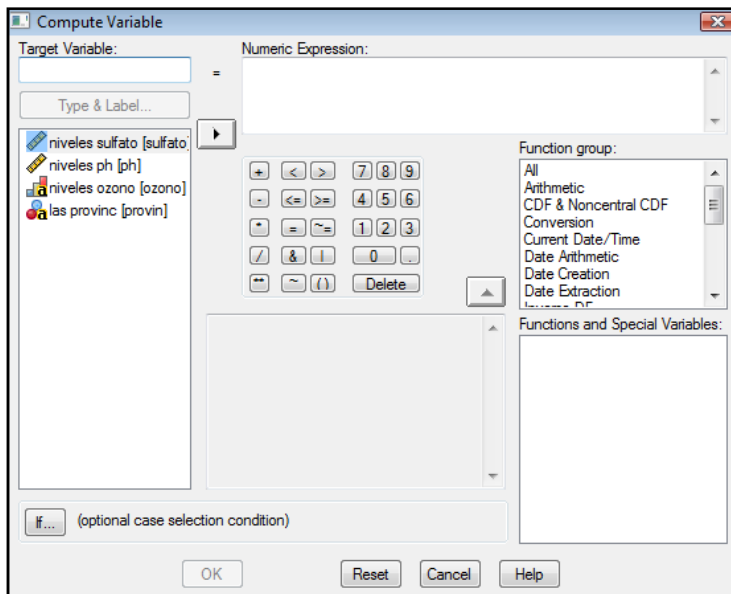 Compute Variable
Target Variable:
Numeric Expression:
=
Type & Label...
niveles sulfato [sulfato]
niveles ph [ph]
niveles ozono [ozono]
las provinc [provin]
+ < > 7 8 9
- <= >= 4 5 6
* = ~= 1 2 3
/ & | 0 .
** ~ () Delete
Function group:
All
Arithmetic
CDF & Noncentral CDF
Conversion
Current Date/Time
Date Arithmetic
Date Creation
Date Extraction
Inverse DF
Functions and Special Variables:
If... (optional case selection condition)
OK Reset Cancel Help